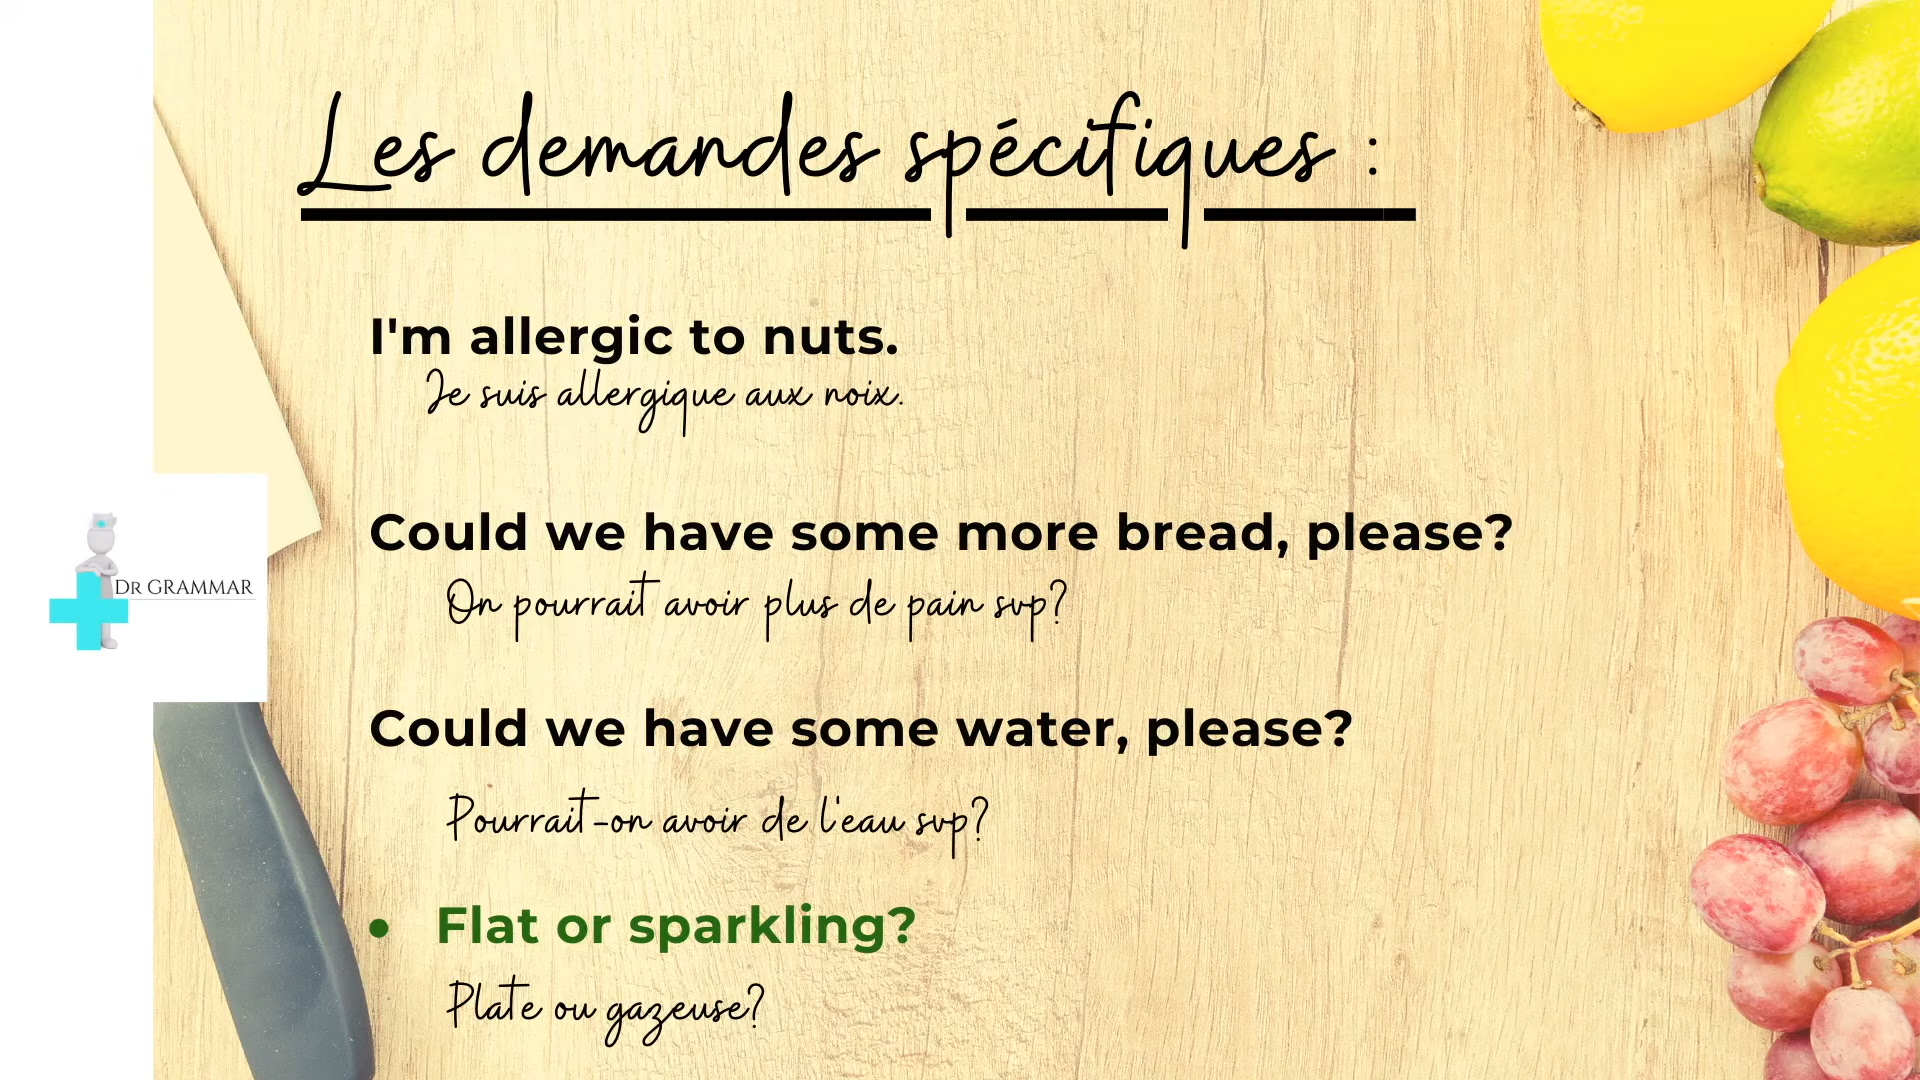 Les demandes spécifiques :
I'm allergic to nuts.
Je suis allergique aux noix.
Could we have some more bread, please?
On pourrait avoir plus de pain svp?
DR GRAMMAR
Could we have some water, please?
Pourrait-on avoir de l'eau svp?
• Flat or sparkling?
Plate ou gazeuse?